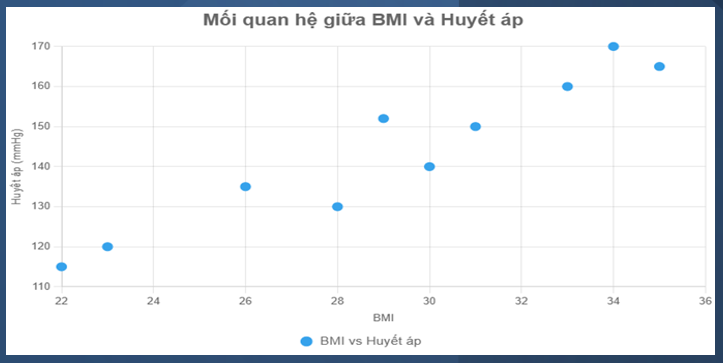 Mối quan hệ giữa BMI và Huyết áp
170
160
150
140
130
120
110
Huyết áp (mmHg)
22 24 26 28 30 32 34 36
BMI
BMI vs Huyết áp